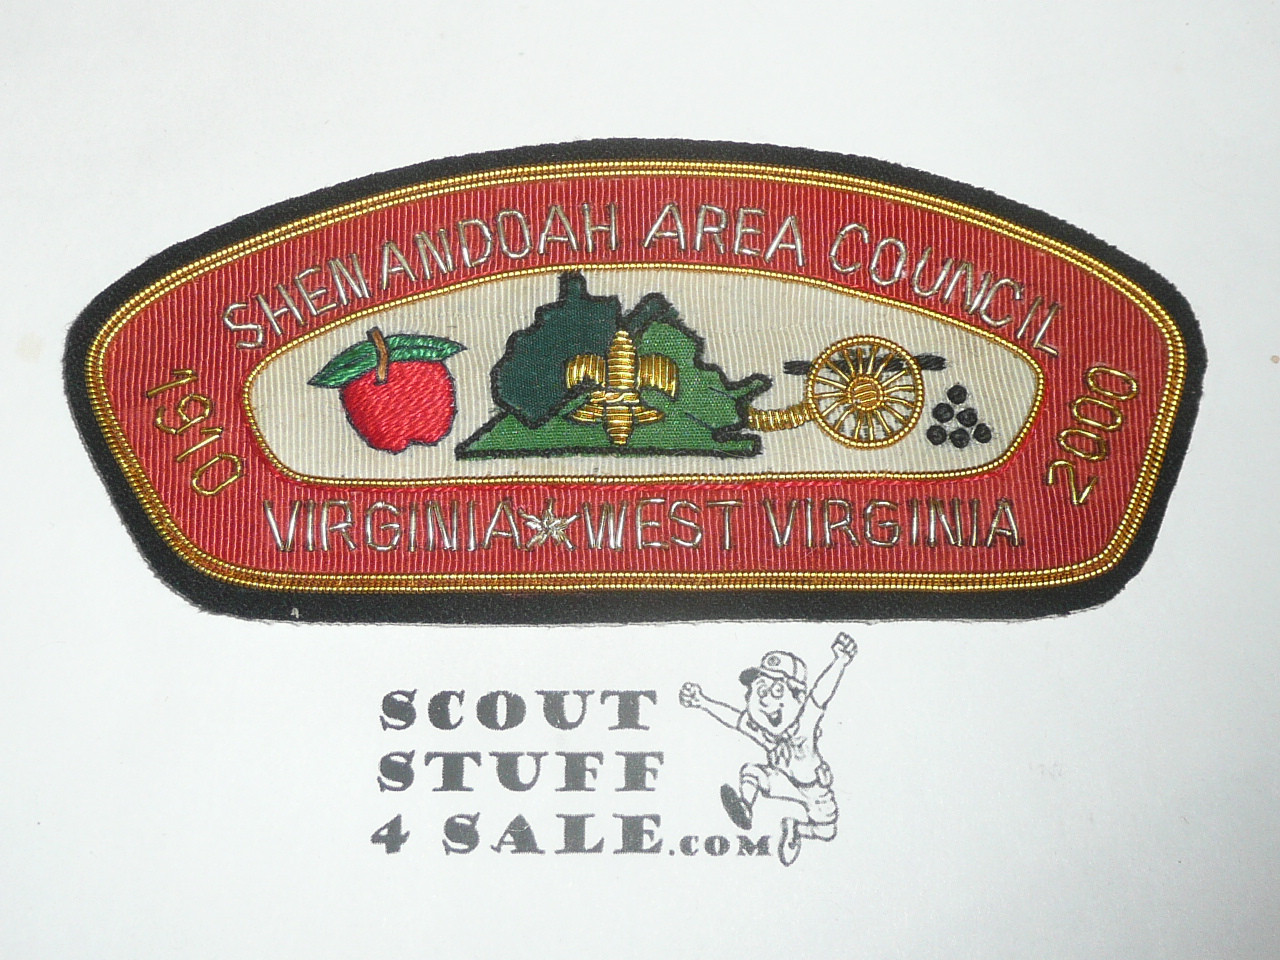 SHENANDOAH AREA COUNCIL
1910
2000
VIRGINIA★WEST VIRGINIA
SCOUT
STUFF
4 SALE.COM